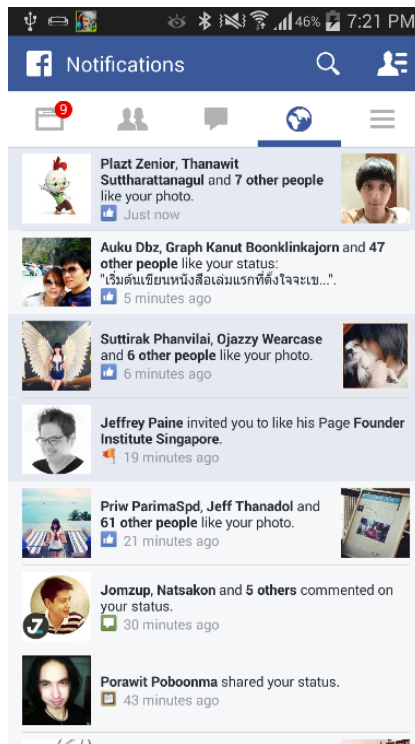 46% 7:21 PM
f Notifications
9
Plazt Zenior, Thanawit
Suttharattanagul and 7 other people
like your photo.
Just now
Auku Dbz, Graph Kanut Boonklinkajorn and 47
other people like your status:
"เริ่มต้นเขียนหนังสือเล่มแรกที่ตั้งใจจะเข...".
5 minutes ago
Suttirak Phanvilai, Ojazzy Wearcase
and 6 other people like your photo.
6 minutes ago
Jeffrey Paine invited you to like his Page Founder
Institute Singapore.
19 minutes ago
Priw ParimaSpd, Jeff Thanadol and
61 other people like your photo.
21 minutes ago
Jomzup, Natsakon and 5 others commented on
your status.
30 minutes ago
Porawit Poboonma shared your status.
43 minutes ago